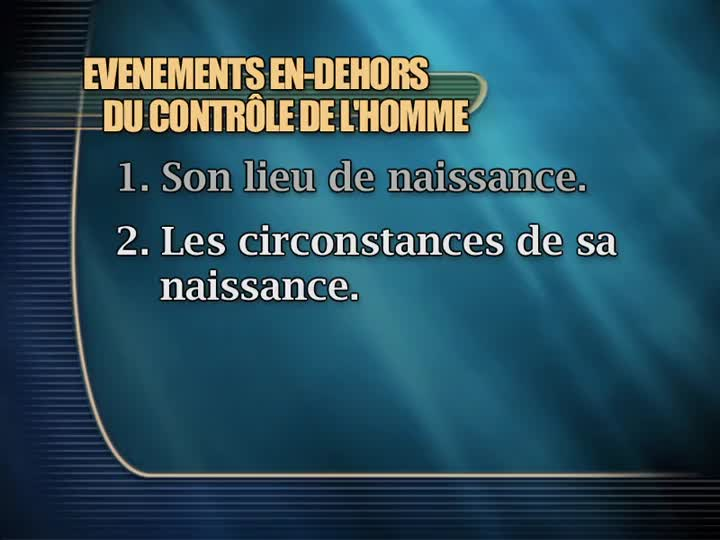 EVENEMENTS EN-DEHORS
DU CONTRÔLE DE L'HOMME
1. Son lieu de naissance.
2. Les circonstances de sa
naissance.